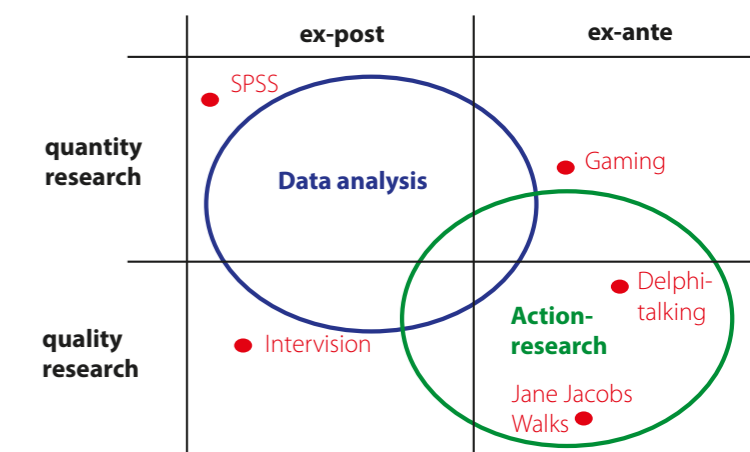 ex-post
ex-ante
SPSS
quantity
research
Data analysis
Gaming
Delphi-
talking
quality
research
Intervision
Action-
research
Jane Jacobs
Walks